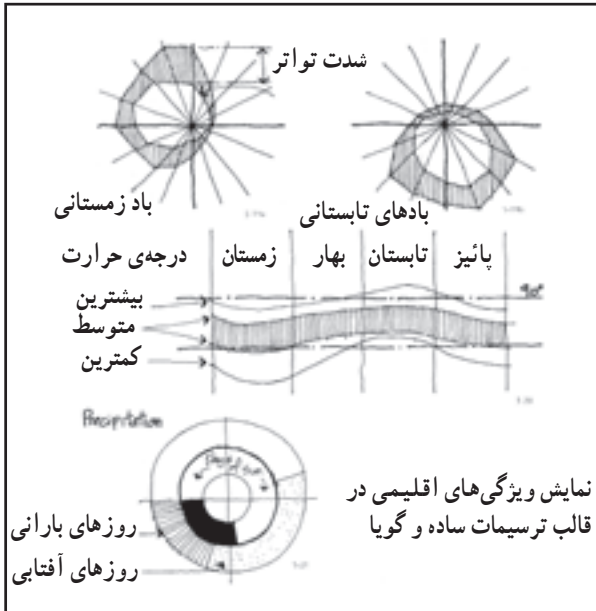 شدت تواتر
باد زمستانی
بادهای تابستانی
درجه‌ی حرارت
زمستان
بهار
تابستان
پائیز
بیشترین
متوسط
کمترین
90°
Precipitation
روزهای بارانی
روزهای آفتابی
نمایش ویژگی‌های اقلیمی در
قالب ترسیمات ساده و گویا